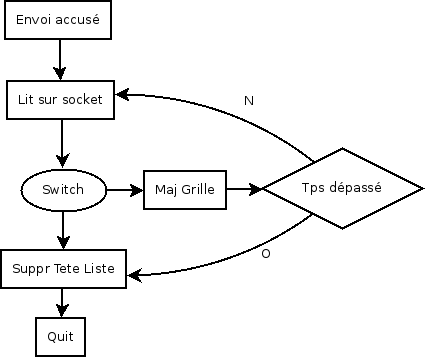 Envoi accusé
N
Lit sur socket
Switch
Maj Grille
Tps dépassé
O
Suppr Tete Liste
Quit